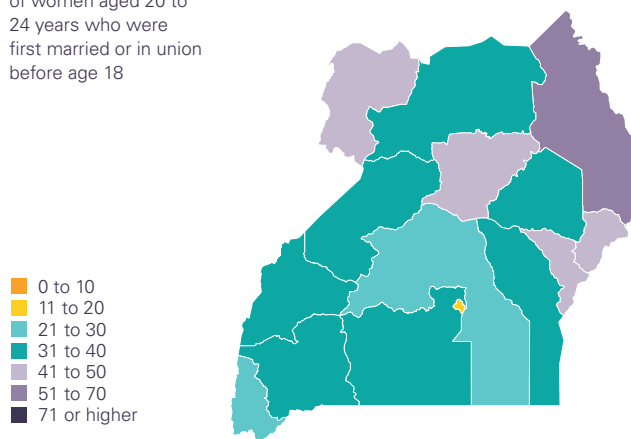 of women aged 20 to
24 years who were
first married or in union
before age 18
0 to 10
11 to 20
21 to 30
31 to 40
41 to 50
51 to 70
71 or higher